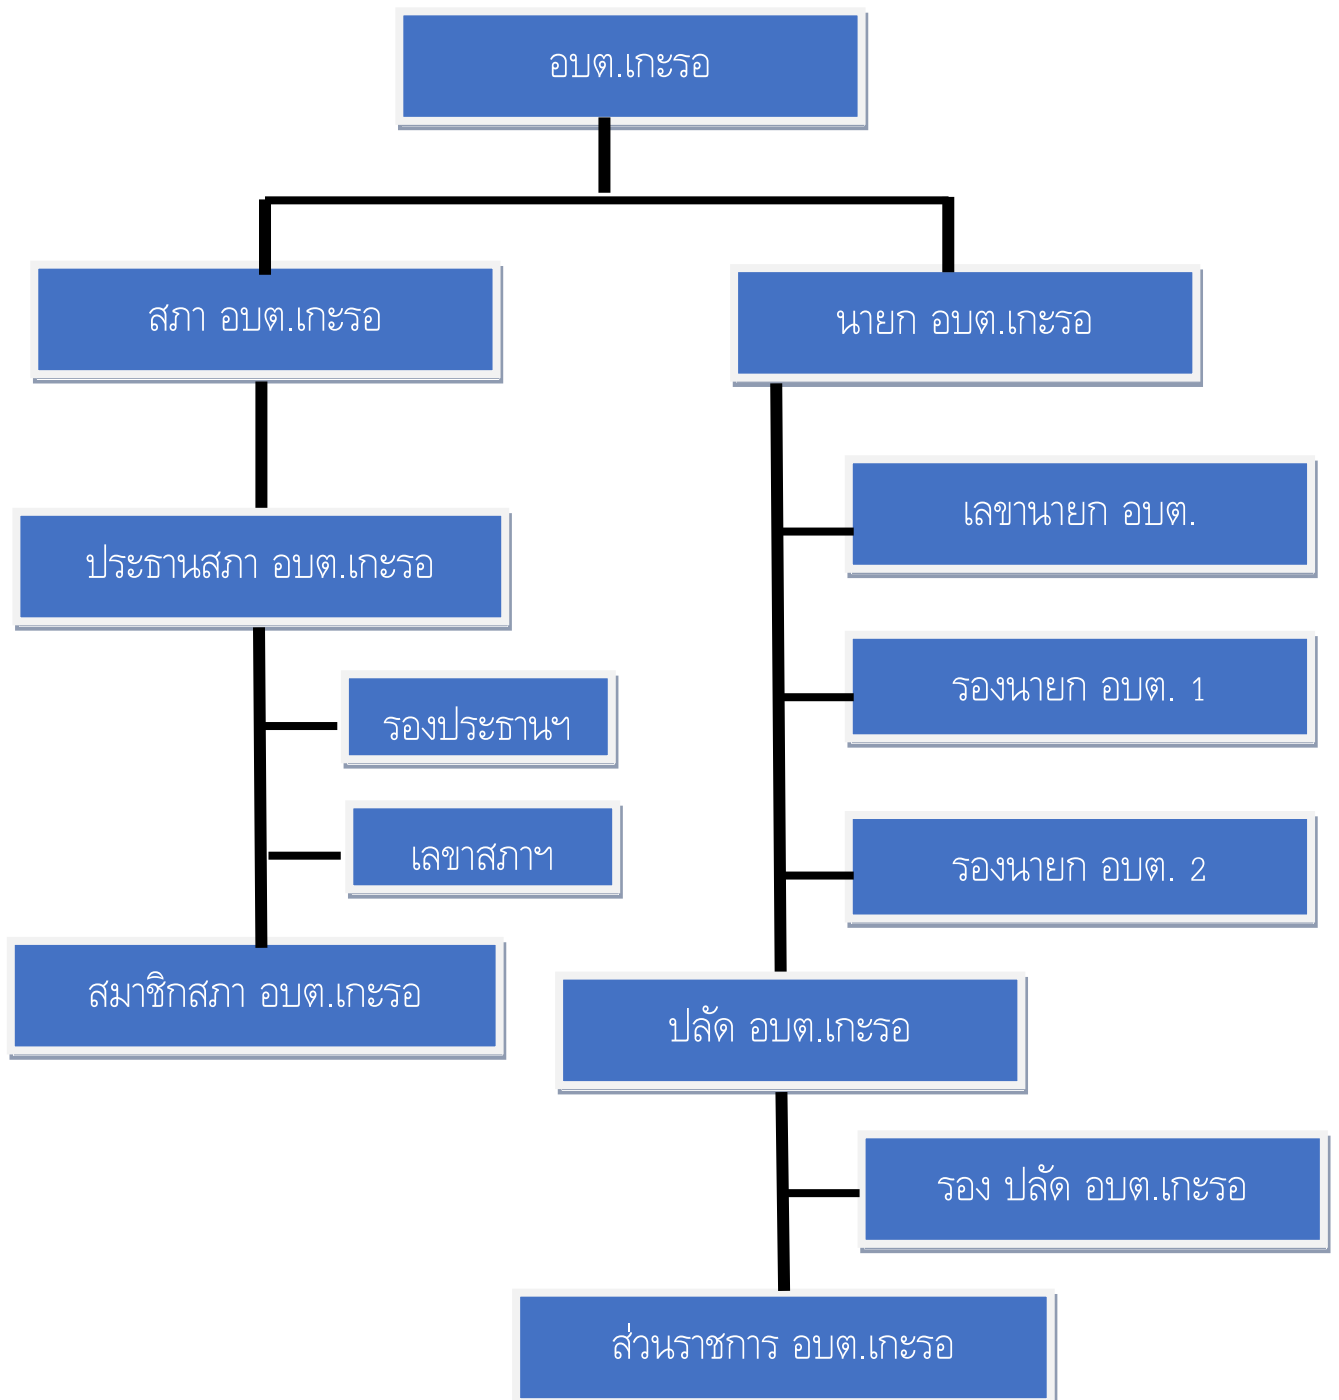 อบต.เกะรอ
สภา อบต.เกะรอ
นายก อบต.เกะรอ
เลขานายก อบต.
ประธานสภา อบต.เกะรอ
รองนายก อบต. 1
รองประธานฯ
เลขาสภาฯ
รองนายก อบต. 2
สมาชิกสภา อบต.เกะรอ
ปลัด อบต.เกะรอ
รอง ปลัด อบต.เกะรอ
ส่วนราชการ อบต.เกะรอ